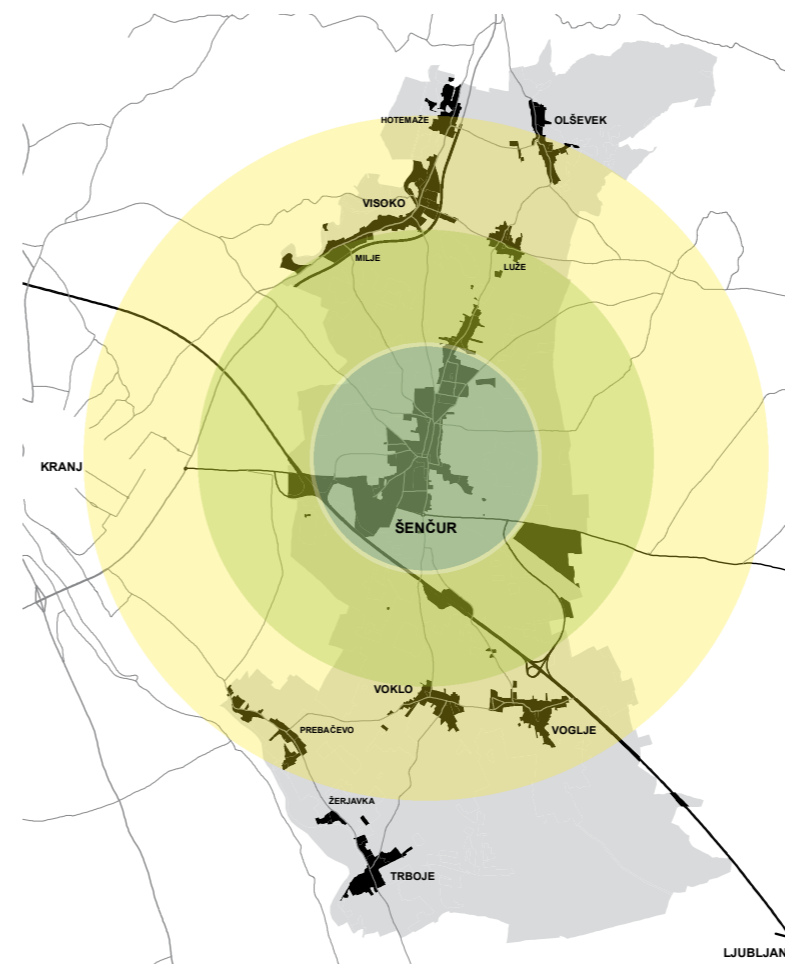 HOTEMAŽE
OLŠEVEK
VISOKO
MILJE
LUŽE
KRANJ
ŠENČUR
VOKLO
PREBAČEVO
VOGLJE
ŽERJAVKA
TRBOJE
LJUBLJAN